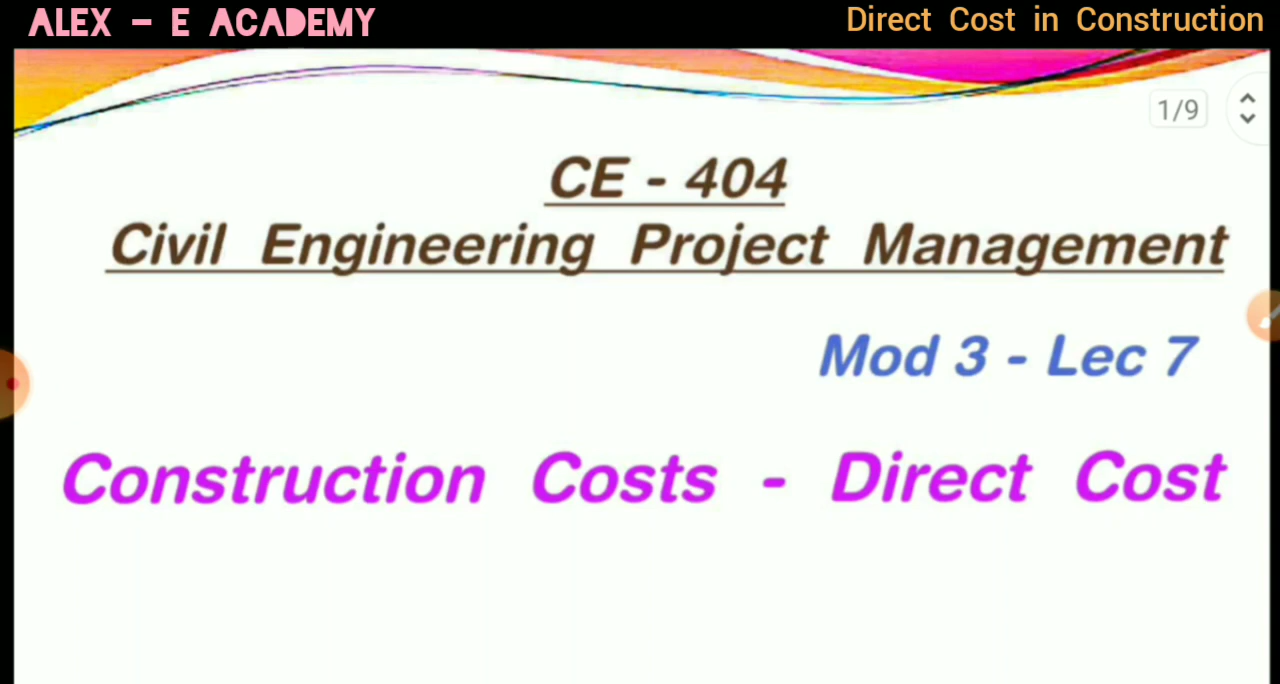 ALEX - E ACADEMY
Direct Cost in Construction
1/9
CE - 404
Civil Engineering Project Management
Mod 3 - Lec 7
Construction Costs - Direct Cost